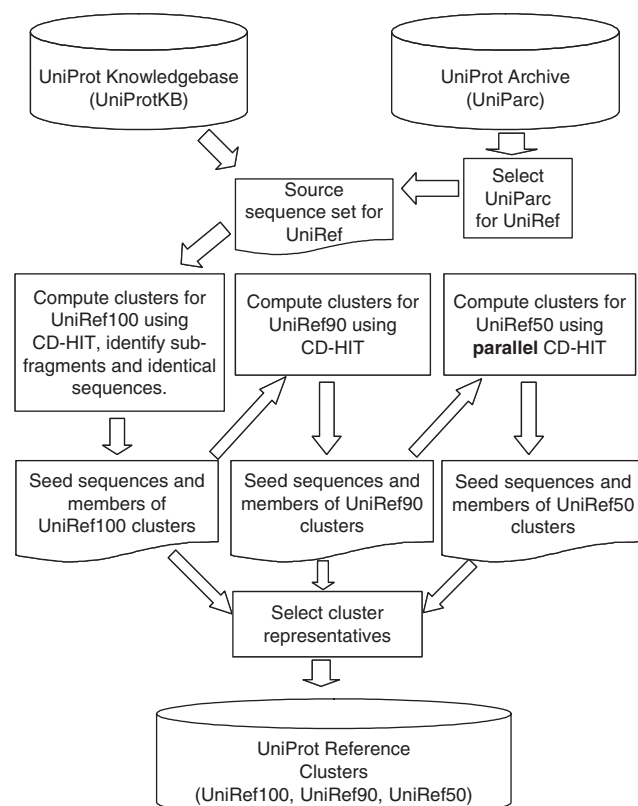 UniProt Knowledgebase
(UniProtKB)
UniProt Archive
(UniParc)
Source
sequence set for
UniRef
Select
UniParc
for UniRef
Compute clusters for
UniRef100 using
CD-HIT, identify sub-
fragments and identical
sequences.
Compute clusters for
UniRef90 using
CD-HIT
Compute clusters for
UniRef50 using
parallel CD-HIT
Seed sequences and
members of
UniRef100 clusters
Seed sequences and
members of UniRef90
clusters
Seed sequences and
members of UniRef50
clusters
Select cluster
representatives
UniProt Reference
Clusters
(UniRef100, UniRef90, UniRef50)